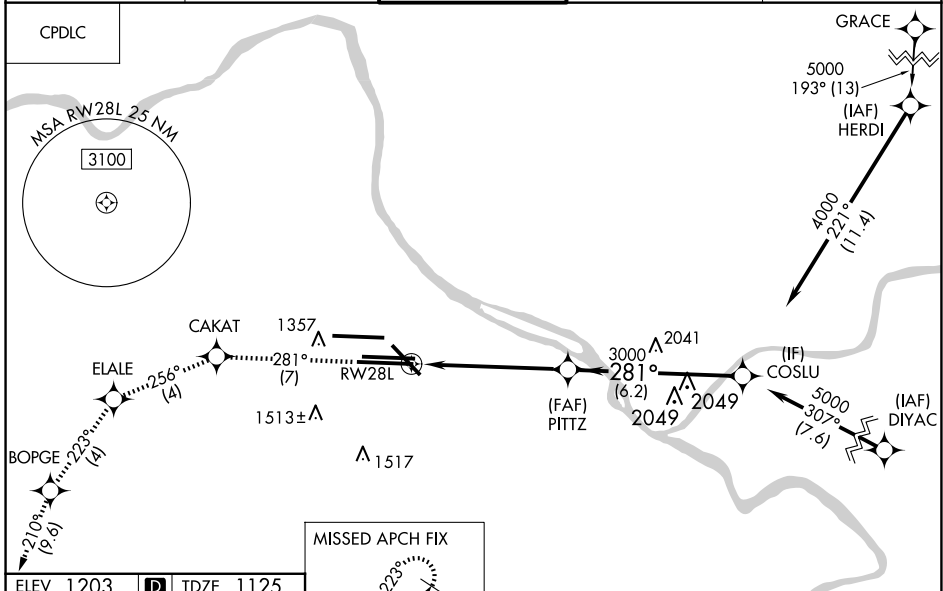 CPDLC
GRACE
5000
193° (13)
(IAF)
HERDI
MSA RW28L 25 NM
3100
4000
221°
(11.4)
CAKAT
1357
281°
(7)
RW28L
ELALE
256°
(4)
1513±
223°
(4)
BOPGE
1517
210°
(9.6)
(FAF)
PITTZ
3000
281°
(6.2)
2041
2049
2049
(IF)
COSLU
5000
307°
(7.6)
(IAF)
DIYAC
MISSED APCH FIX
223°
ELEV 1203 D TDZE 1125